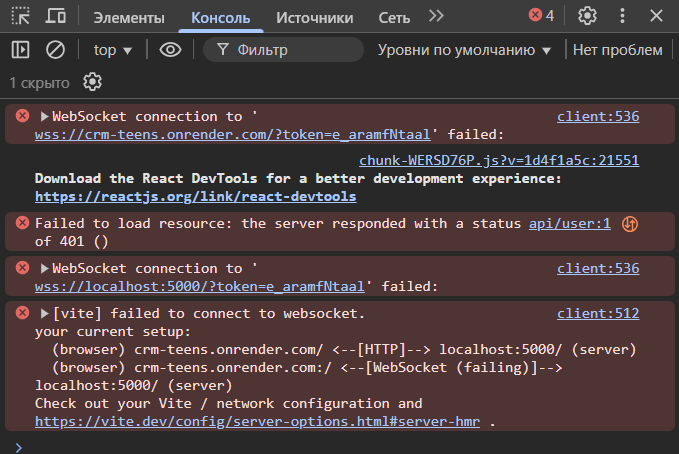 Элементы Консоль Источники Сеть 4
top Фильтр Уровни по умолчанию Нет проблем
1 скрыто
WebSocket connection to ' client:536
wss://crm-teens.onrender.com/?token=e_aramfNtaal' failed:
chunk-WERSD76P.js?v=1d4f1a5c:21551
Download the React DevTools for a better development experience:
https://reactjs.org/link/react-devtools
Failed to load resource: the server responded with a status api/user:1
of 401 ()
WebSocket connection to ' client:536
wss://localhost:5000/?token=e_aramfNtaal' failed:
[vite] failed to connect to websocket. client:512
your current setup:
(browser) crm-teens.onrender.com/ <--[HTTP]--> localhost:5000/ (server)
(browser) crm-teens.onrender.com:/ <--[WebSocket (failing)]-->
localhost:5000/ (server)
Check out your Vite / network configuration and
https://vite.dev/config/server-options.html#server-hmr .